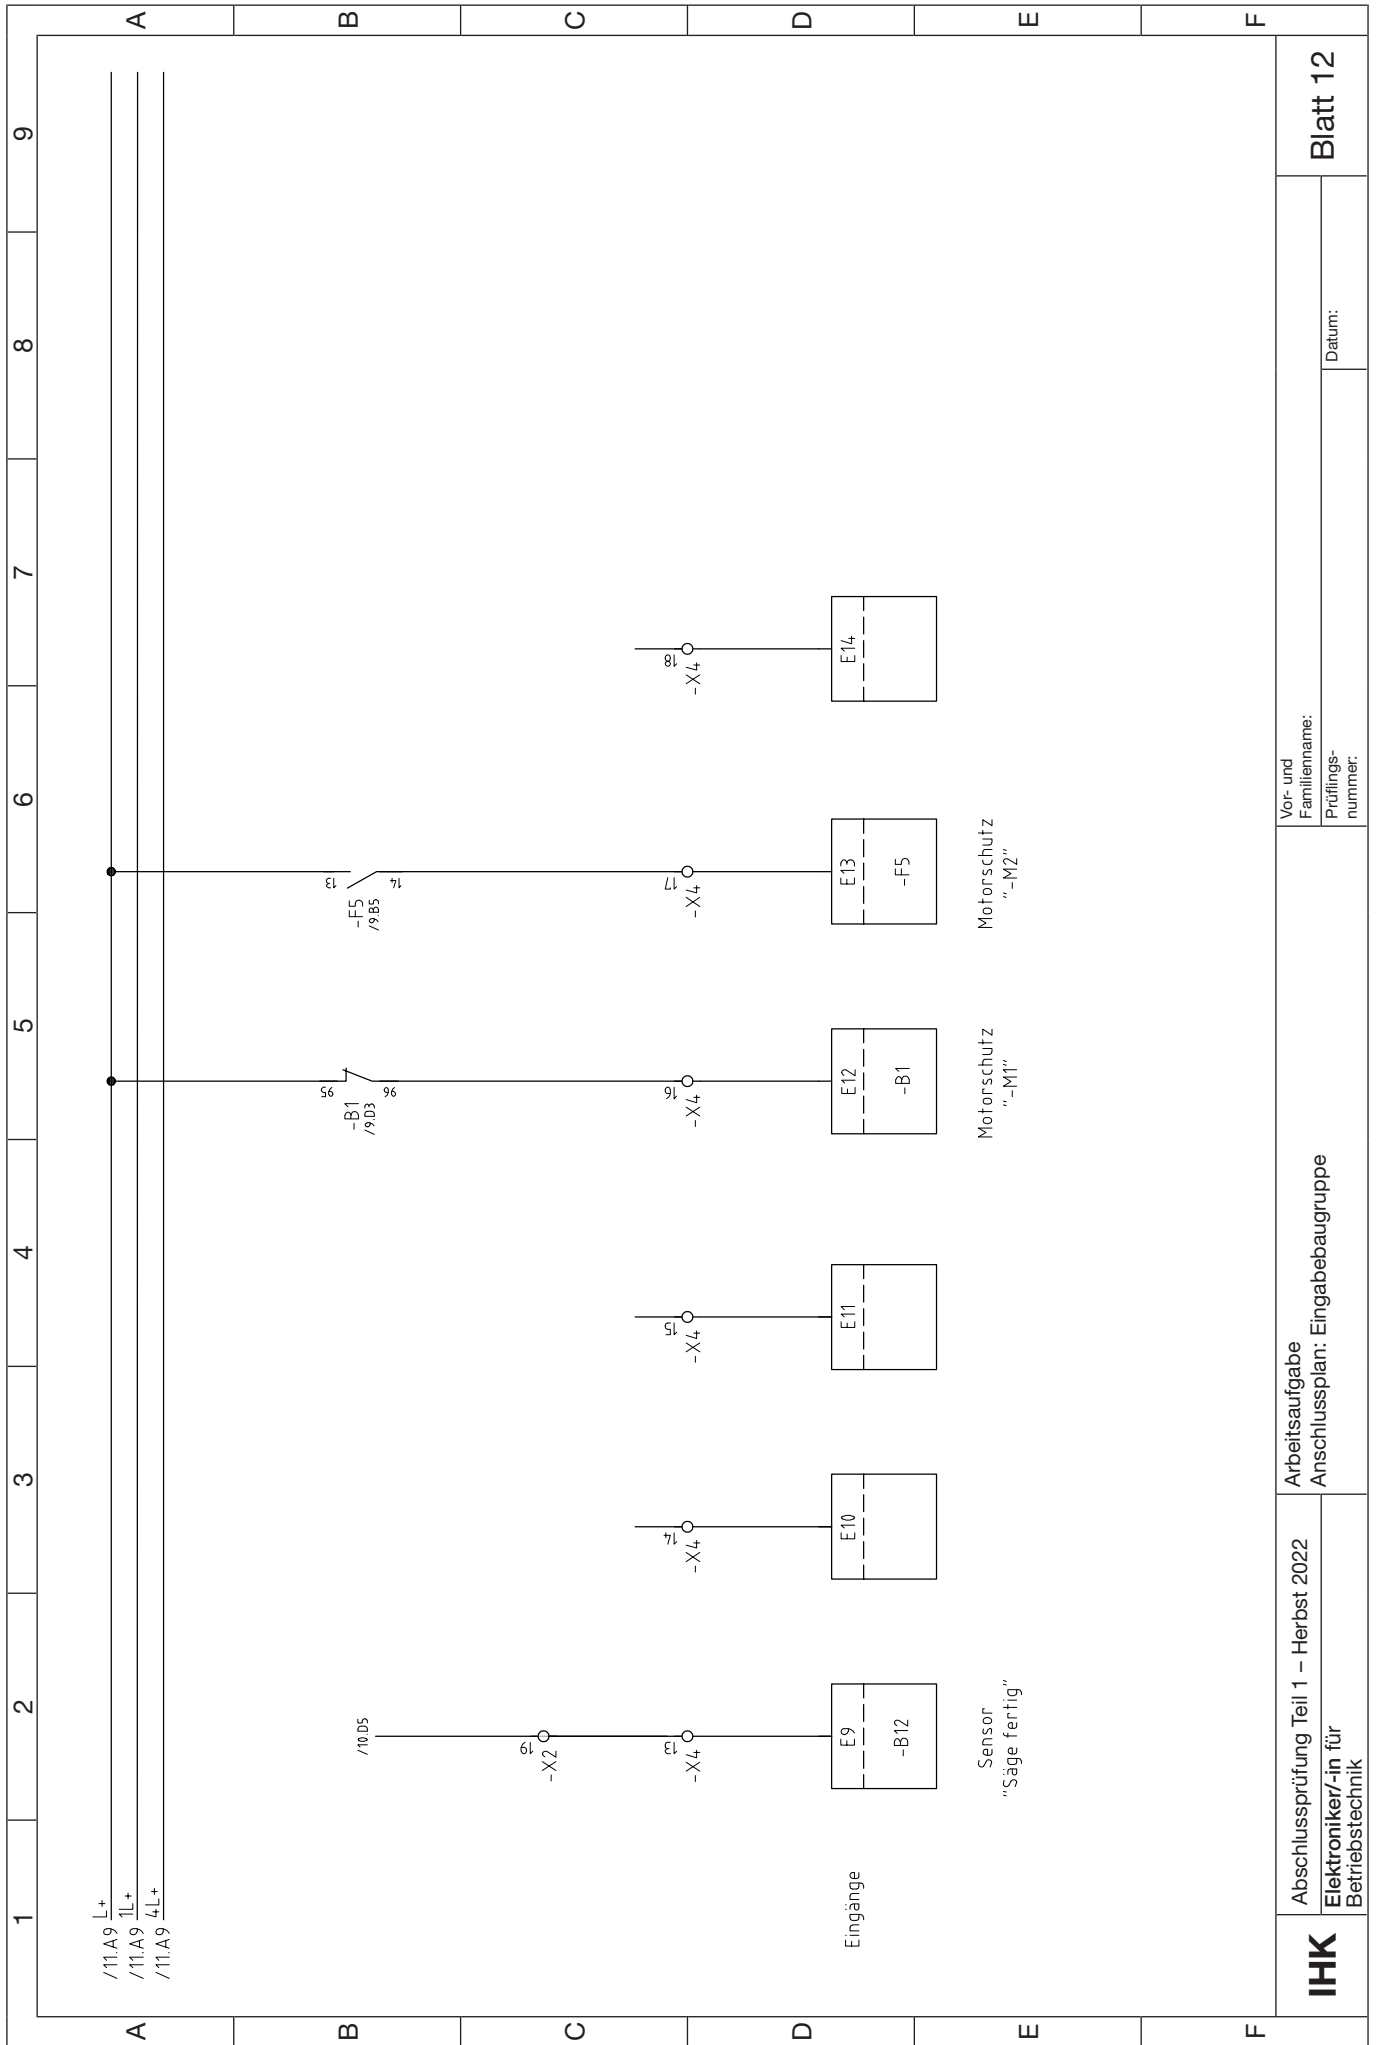 1 2 3 4 5 6 7 8 9
A
B
C
D
E
F
A
B
C
D
E
F
/11.A9 L+
/11.A9 1L+
/11.A9 4L+
/10.D5
19
-X2
13
-X4
E9
-B12
Sensor
"Säge fertig"
Eingänge
14
-X4
E10
15
-X4
E11
95
96
-B1
/9.D3
16
-X4
E12
-B1
Motorschutz
"-M1"
13
14
-F5
/9.B5
17
-X4
E13
-F5
Motorschutz
"-M2"
18
-X4
E14
IHK
Abschlussprüfung Teil 1 – Herbst 2022
Elektroniker/-in für
Betriebstechnik
Arbeitsaufgabe
Anschlussplan: Eingabebaugruppe
Vor- und
Familienname:
Prüflings-
nummer:
Datum:
Blatt 12